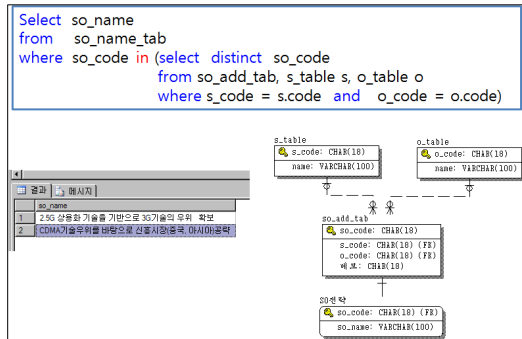 Select so_name
from so_name_tab
where so_code in (select distinct so_code
from so_add_tab, s_table s, o_table o
where s_code = s.code and o_code = o.code)
s_table
s_code: CHAR(18)
name: VARCHAR(100)
o_table
o_code: CHAR(18)
name: VARCHAR(100)
결과 메시지
so_name
1 2.5G 상용화 기술을 기반으로 3G기술의 우위 확보
2 CDMA기술우위를 바탕으로 신흥시장(중국, 아시아)공략
so_add_tab
so_code: CHAR(18)
s_code: CHAR(18) (FK)
o_code: CHAR(18) (FK)
메모: CHAR(18)
SO전략
so_code: CHAR(18) (FK)
so_name: VARCHAR(100)